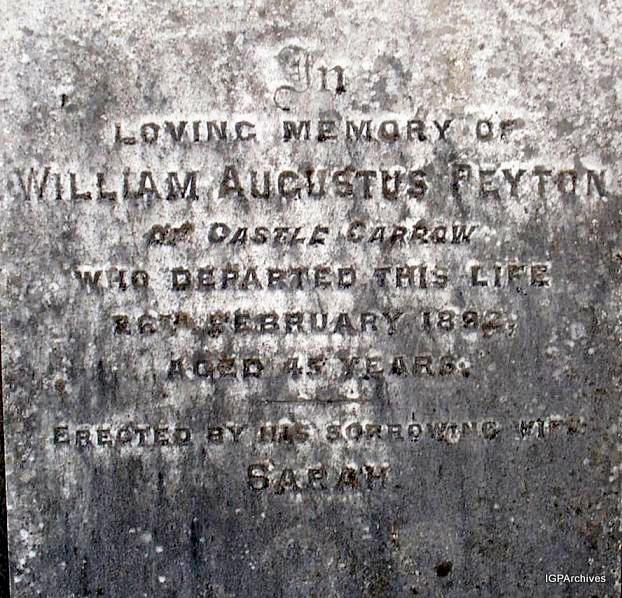 In
LOVING MEMORY OF
WILLIAM AUGUSTUS PEYTON
OF CASTLE CARROW
WHO DEPARTED THIS LIFE
FEBRUARY
AGED 45 YEARS.
ERECTED BY HIS SORROWING WIFE
SARAH
IGPArchives